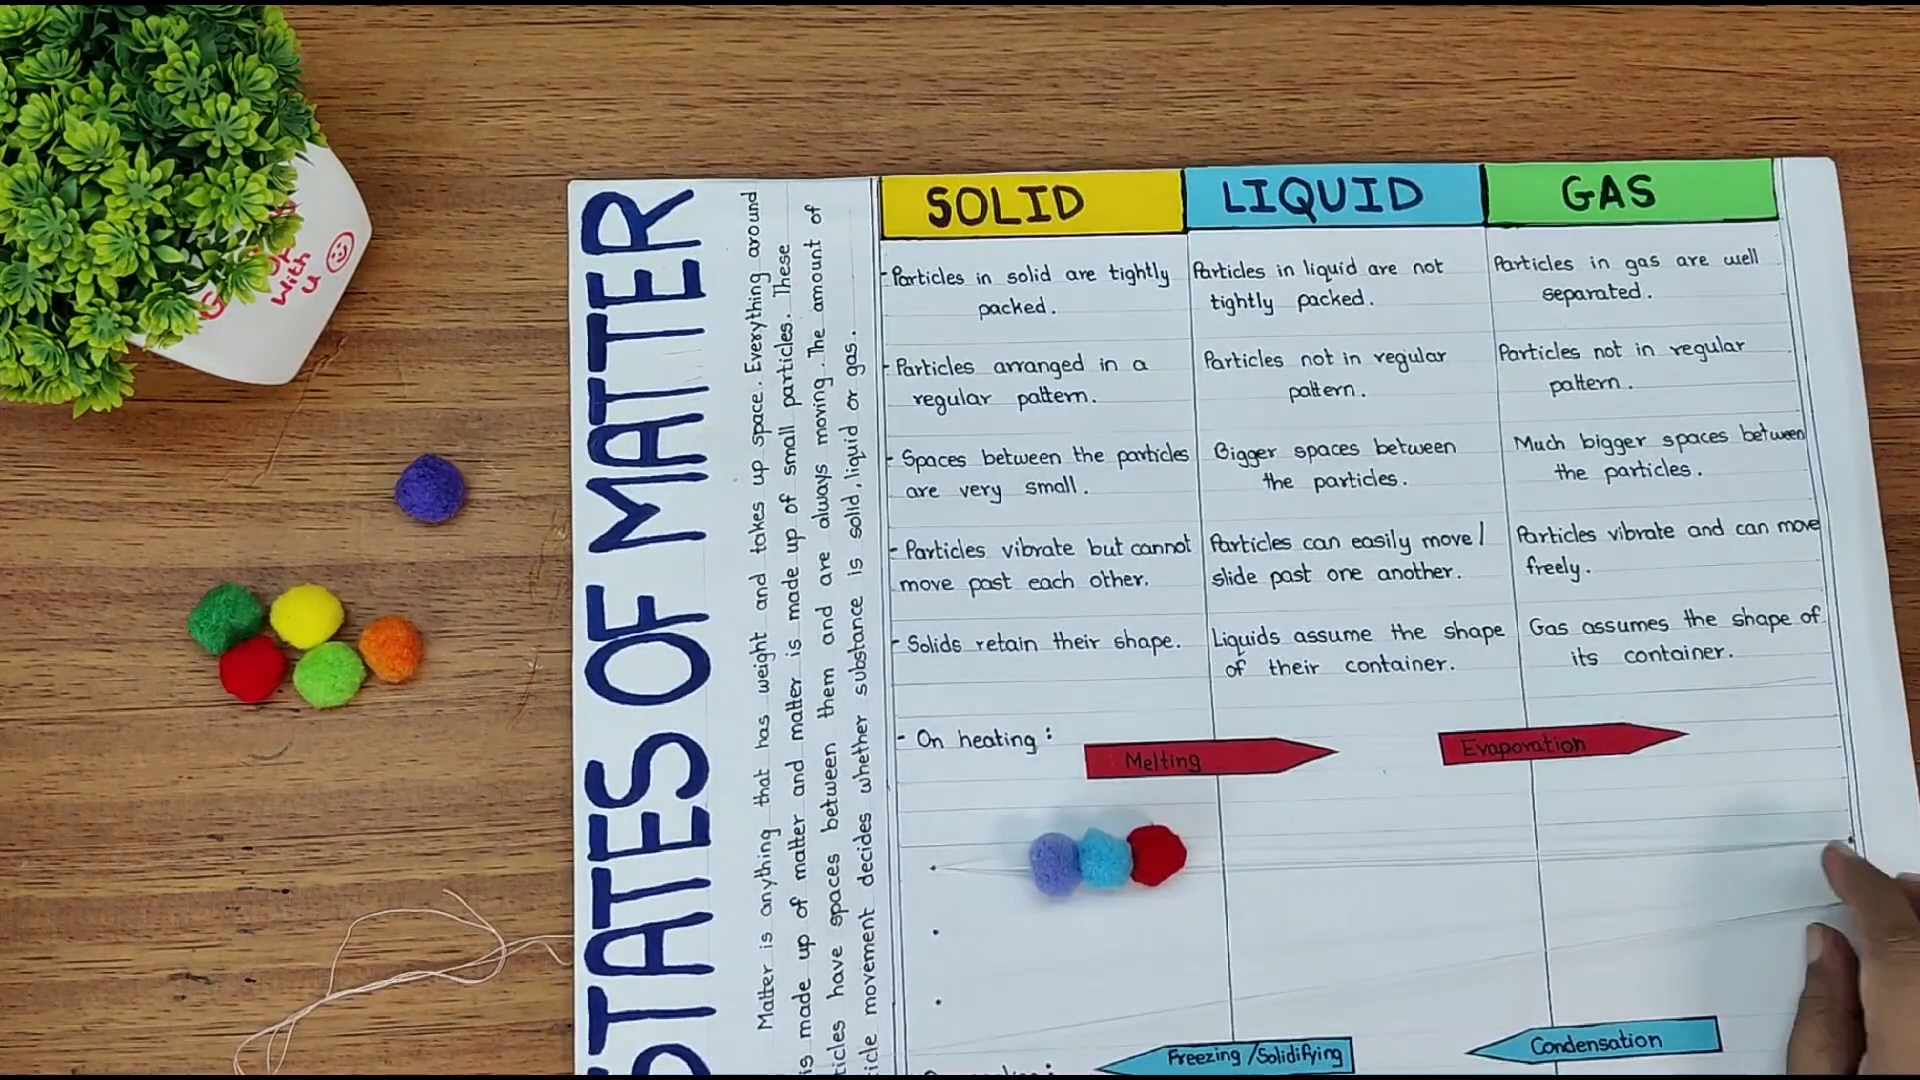 STATES OF MATTER
Matter is anything that has weight and takes up space. Everything around
is made up of matter and matter is made up of small particles. These
particles have spaces between them and are always moving. The amount of
particle movement decides whether substance is solid, liquid or gas.
SOLID
- Particles in solid are tightly
packed.
- Particles arranged in a
regular pattern.
- Spaces between the particles
are very small.
- Particles vibrate but cannot
move past each other.
- Solids retain their shape.
LIQUID
Particles in liquid are not
tightly packed.
Particles not in regular
pattern.
Bigger spaces between
the particles.
Particles can easily move/
slide past one another.
Liquids assume the shape
of their container.
GAS
Particles in gas are well
separated.
Particles not in regular
pattern.
Much bigger spaces between
the particles.
Particles vibrate and can move
freely.
Gas assumes the shape of
its container.
- On heating :
Melting
Evaporation
Freezing/Solidifying
Condensation
with
u